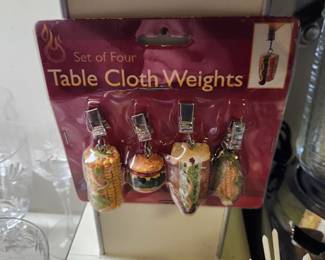 Set of Four
Table Cloth Weights